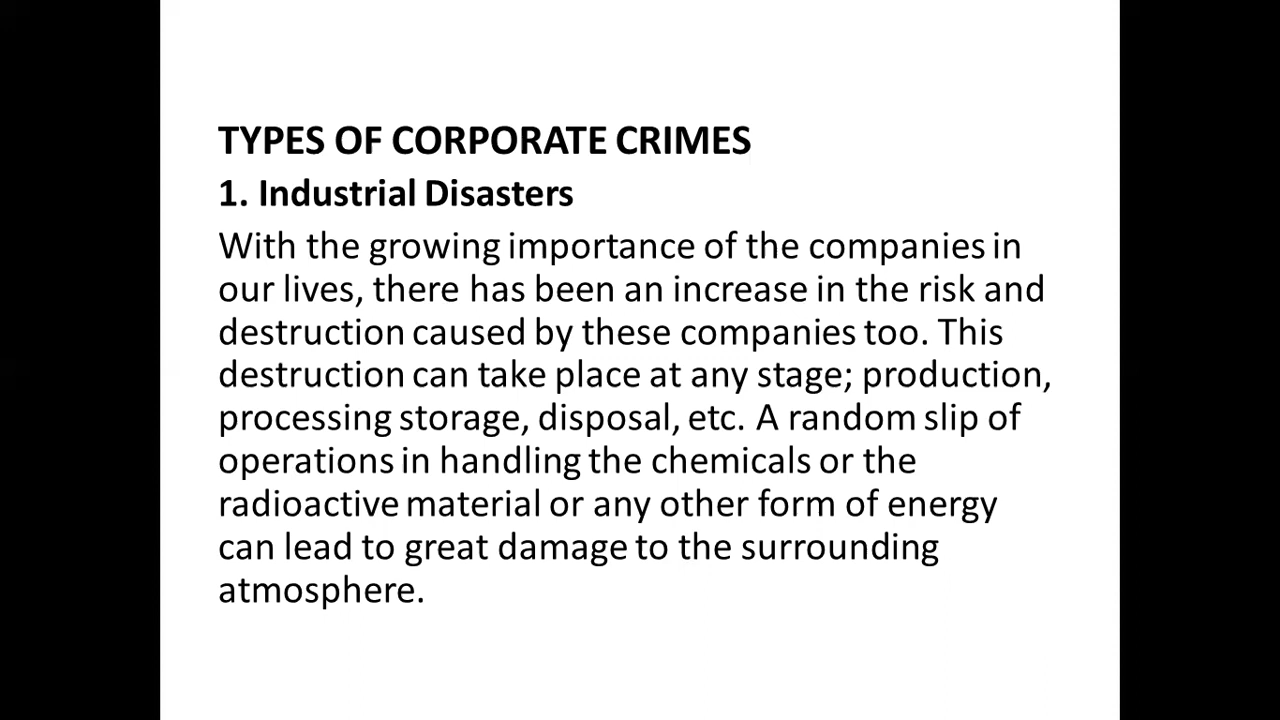 TYPES OF CORPORATE CRIMES
1. Industrial Disasters
With the growing importance of the companies in
our lives, there has been an increase in the risk and
destruction caused by these companies too. This
destruction can take place at any stage; production,
processing storage, disposal, etc. A random slip of
operations in handling the chemicals or the
radioactive material or any other form of energy
can lead to great damage to the surrounding
atmosphere.